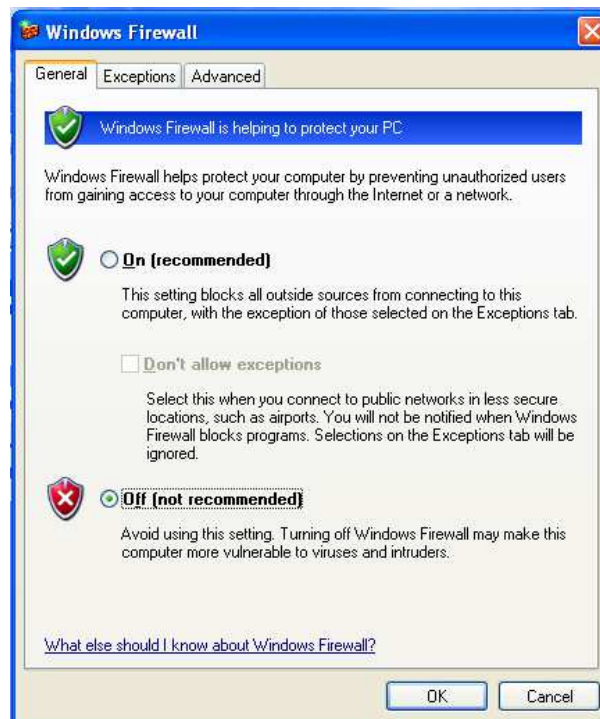 Windows Firewall
General Exceptions Advanced
Windows Firewall is helping to protect your PC
Windows Firewall helps protect your computer by preventing unauthorized users
from gaining access to your computer through the Internet or a network.
On (recommended)
This setting blocks all outside sources from connecting to this
computer, with the exception of those selected on the Exceptions tab.
Don't allow exceptions
Select this when you connect to public networks in less secure
locations, such as airports. You will not be notified when Windows
Firewall blocks programs. Selections on the Exceptions tab will be
ignored.
Off (not recommended)
Avoid using this setting. Turning off Windows Firewall may make this
computer more vulnerable to viruses and intruders.
What else should I know about Windows Firewall?
OK Cancel